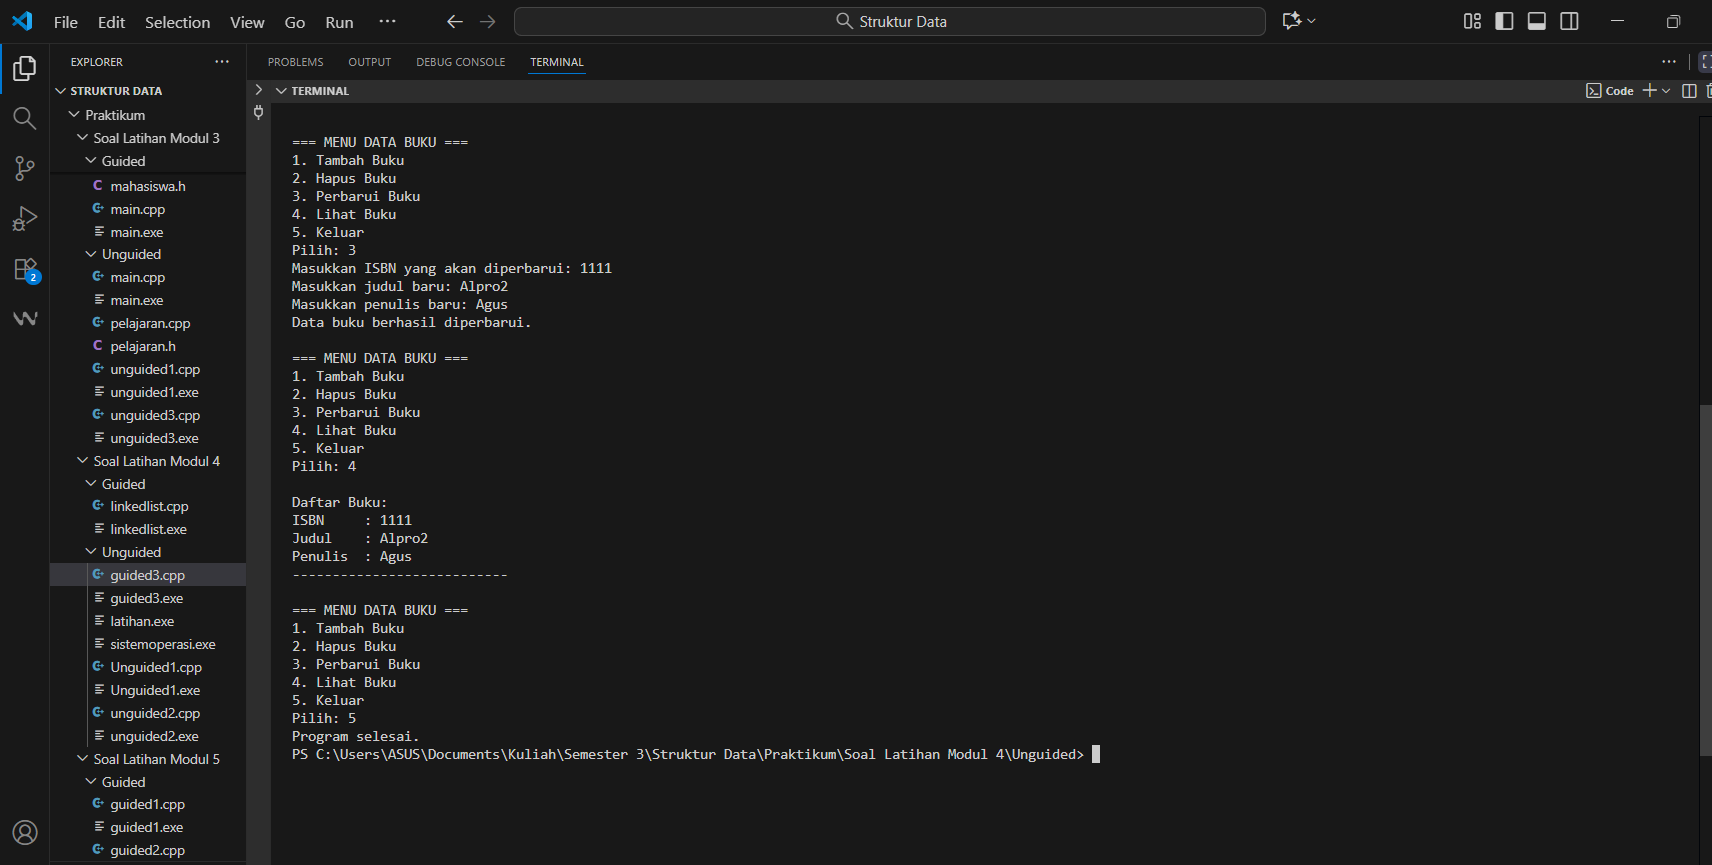 File Edit Selection View Go Run ···
Struktur Data
EXPLORER ···
STRUKTUR DATA
Praktikum
Soal Latihan Modul 3
Guided
C mahasiswa.h
main.cpp
main.exe
Unguided
main.cpp
main.exe
pelajaran.cpp
C pelajaran.h
unguided1.cpp
unguided1.exe
unguided3.cpp
unguided3.exe
Soal Latihan Modul 4
Guided
linkedlist.cpp
linkedlist.exe
Unguided
guided3.cpp
guided3.exe
latihan.exe
sistemoperasi.exe
Unguided1.cpp
Unguided1.exe
unguided2.cpp
unguided2.exe
Soal Latihan Modul 5
Guided
guided1.cpp
guided1.exe
guided2.cpp
2
PROBLEMS OUTPUT DEBUG CONSOLE TERMINAL ···
TERMINAL
Code
=== MENU DATA BUKU ===
1. Tambah Buku
2. Hapus Buku
3. Perbarui Buku
4. Lihat Buku
5. Keluar
Pilih: 3
Masukkan ISBN yang akan diperbarui: 1111
Masukkan judul baru: Alpro2
Masukkan penulis baru: Agus
Data buku berhasil diperbarui.
=== MENU DATA BUKU ===
1. Tambah Buku
2. Hapus Buku
3. Perbarui Buku
4. Lihat Buku
5. Keluar
Pilih: 4
Daftar Buku:
ISBN     : 1111
Judul    : Alpro2
Penulis  : Agus
---------------------------
=== MENU DATA BUKU ===
1. Tambah Buku
2. Hapus Buku
3. Perbarui Buku
4. Lihat Buku
5. Keluar
Pilih: 5
Program selesai.
PS C:\Users\ASUS\Documents\Kuliah\Semester 3\Struktur Data\Praktikum\Soal Latihan Modul 4\Unguided>